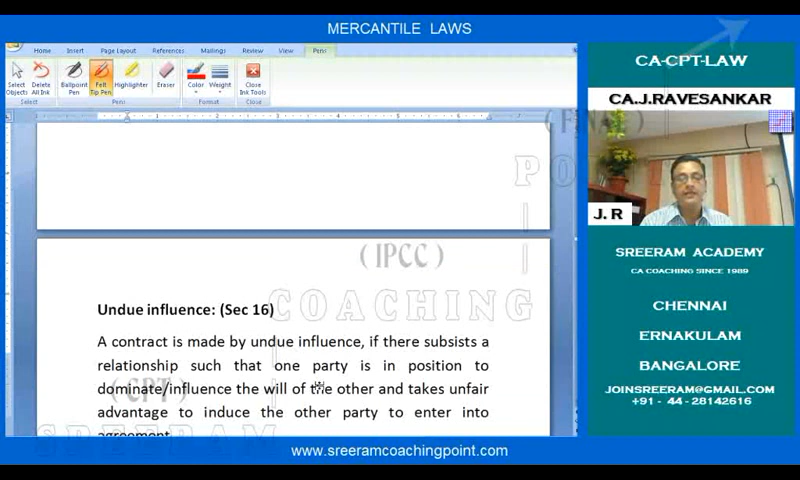 MERCANTILE LAWS
Home Insert Page Layout References Mailings Review View Pens
Select Objects
Delete All Ink
Ballpoint Pen
Felt Tip Pen
Highlighter
Eraser
Color
Weight
Close Ink Tools
Select Pens Format Close
(FINAL
PO
(IPCC)
COACHING
(CPT)
SREERAM
Undue influence: (Sec 16)
A contract is made by undue influence, if there subsists a
relationship such that one party is in position to
dominate/influence the will of the other and takes unfair
advantage to induce the other party to enter into
agreement
CA-CPT-LAW
CA.J.RAVESANKAR
J. R
SREERAM ACADEMY
CA COACHING SINCE 1989
CHENNAI
ERNAKULAM
BANGALORE
JOINSREERAM@GMAIL.COM
+91 - 44-28142616
www.sreeramcoachingpoint.com